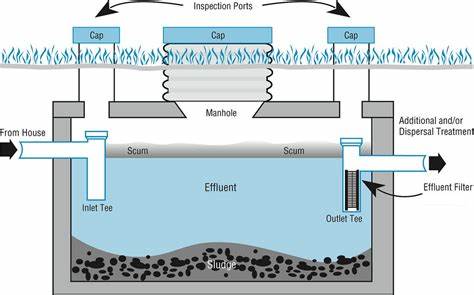 Inspection Ports
Cap
Cap
Cap
Manhole
Additional and/or
Dispersal Treatment
From House
Scum
Scum
Effluent
Effluent Filter
Inlet Tee
Outlet Tee
Sludge